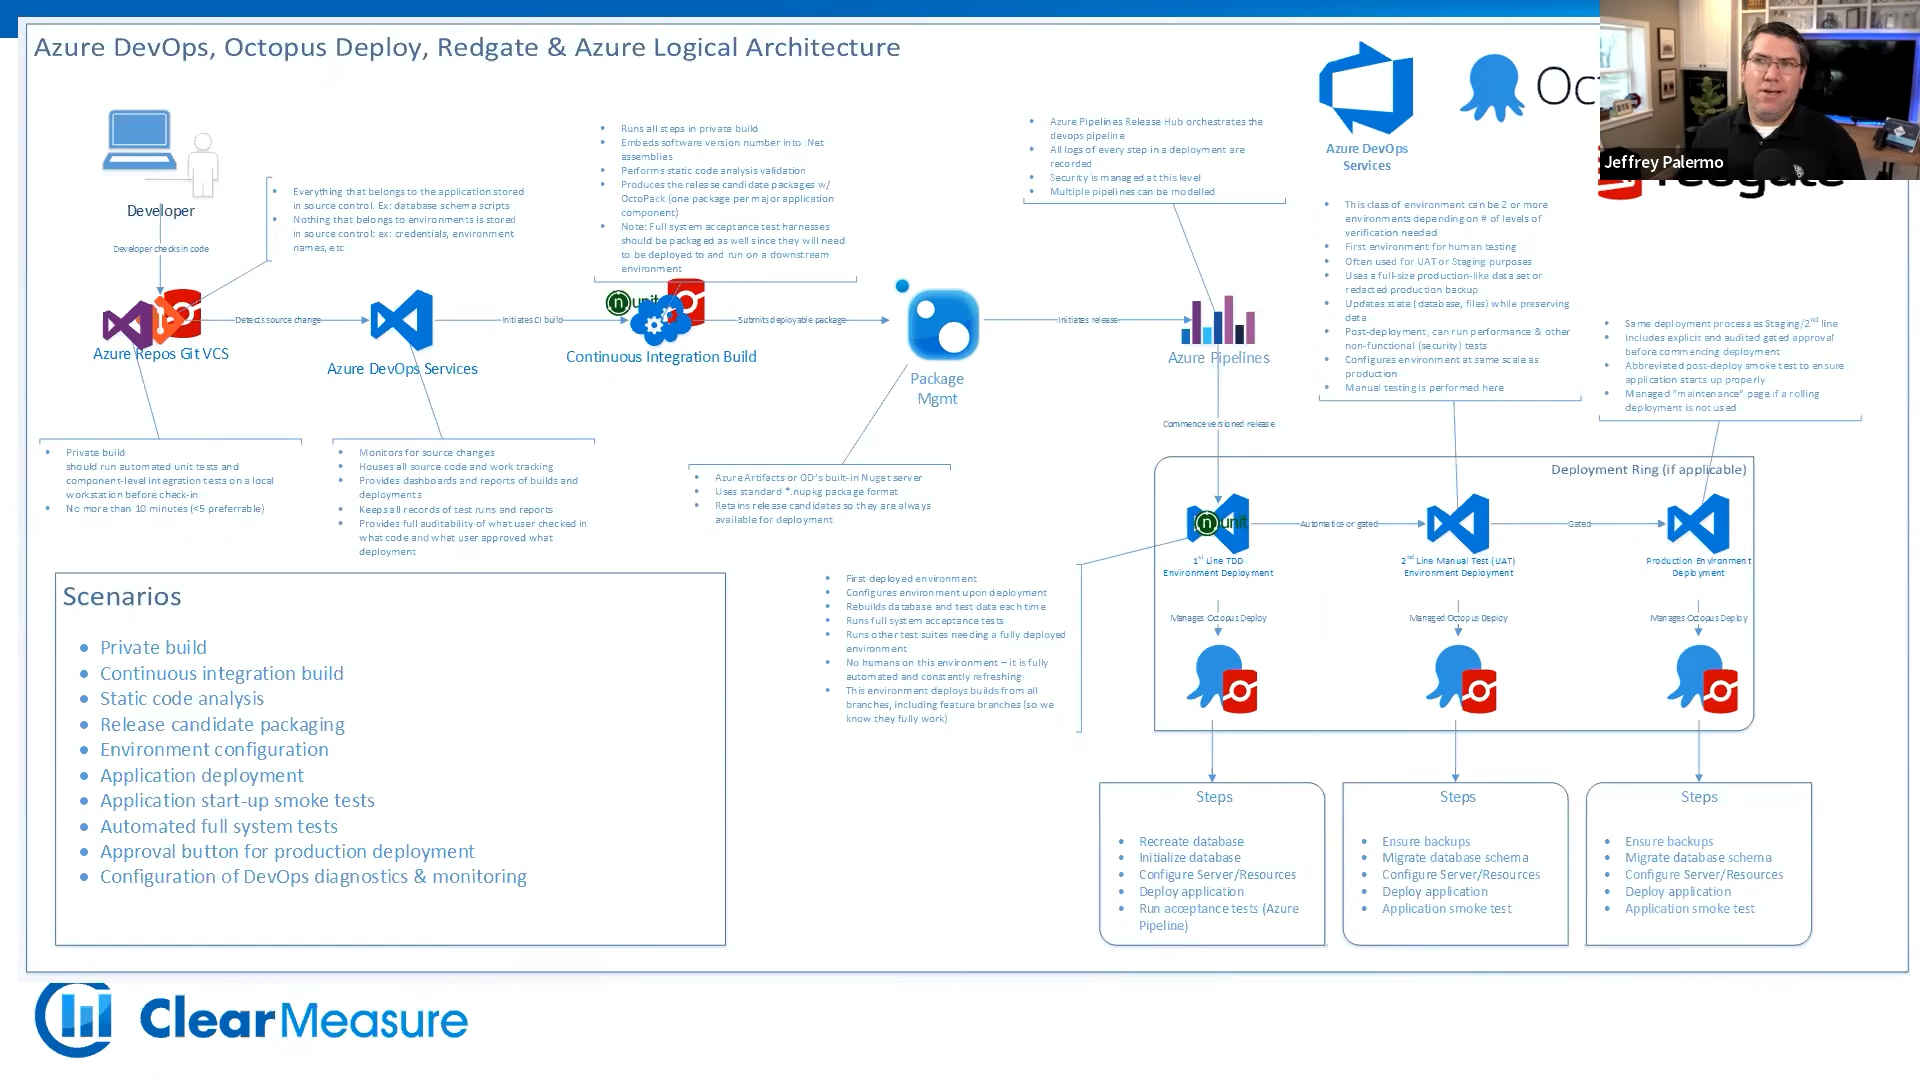 Azure DevOps, Octopus Deploy, Redgate & Azure Logical Architecture
Oc
Jeffrey Palermo
redgate
Azure DevOps
Services
Developer
Developer checks in code
• Everything that belongs to the application stored
in source control. Ex: database schema scripts
• Nothing that belongs to environments is stored
in source control: ex: credentials, environment
names, etc
• Runs all steps in private build
• Embeds software version number into .Net
assemblies
• Performs static code analysis validation
• Produces the release candidate packages w/
OctoPack (one package per major application
component)
• Note: Full system acceptance test harnesses
should be packaged as well since they will need
to be deployed to and run on a downstream
environment
• Azure Pipelines Release Hub orchestrates the
devops pipeline
• All logs of every step in a deployment are
recorded
• Security is managed at this level
• Multiple pipelines can be modelled
• This class of environment can be 2 or more
environments depending on # of levels of
verification needed
• First environment for human testing
• Often used for UAT or Staging purposes
• Uses a full-size production-like data set or
redacted production backup
• Updates state (database, files) while preserving
data
• Post-deployment, can run performance & other
non-functional (security) tests
• Configures environment at same scale as
production
• Manual testing is performed here
• Same deployment process as Staging/2nd line
• Includes explicit and audited gated approval
before commencing deployment
• Abbreviated post-deploy smoke test to ensure
application starts up properly
• Managed "maintenance" page if a rolling
deployment is not used
Azure Repos Git VCS
Detects source change
Azure DevOps Services
Initiates CI build
nunit
Continuous Integration Build
Submits deployable package
Package
Mgmt
Initiates release
Azure Pipelines
Commence versioned release
• Private build
should run automated unit tests and
component-level integration tests on a local
workstation before check-in
• No more than 10 minutes (<5 preferrable)
• Monitors for source changes
• Houses all source code and work tracking
• Provides dashboards and reports of builds and
deployments
• Keeps all records of test runs and reports
• Provides full auditability of what user checked in
what code and what user approved what
deployment
• Azure Artifacts or OD's built-in Nuget server
• Uses standard *.nupkg package format
• Retains release candidates so they are always
available for deployment
• First deployed environment
• Configures environment upon deployment
• Rebuilds database and test data each time
• Runs full system acceptance tests
• Runs other test suites needing a fully deployed
environment
• No humans on this environment – it is fully
automated and constantly refreshing
• This environment deploys builds from all
branches, including feature branches (so we
know they fully work)
Deployment Ring (if applicable)
nunit
1st Line TDD
Environment Deployment
Automatice or gated
2nd Line Manual Test (UAT)
Environment Deployment
Gated
Production Environment
Deployment
Manages Octopus Deploy
Managed Octopus Deploy
Manages Octopus Deploy
Scenarios
• Private build
• Continuous integration build
• Static code analysis
• Release candidate packaging
• Environment configuration
• Application deployment
• Application start-up smoke tests
• Automated full system tests
• Approval button for production deployment
• Configuration of DevOps diagnostics & monitoring
Steps
• Recreate database
• Initialize database
• Configure Server/Resources
• Deploy application
• Run acceptance tests (Azure
Pipeline)
Steps
• Ensure backups
• Migrate database schema
• Configure Server/Resources
• Deploy application
• Application smoke test
Steps
• Ensure backups
• Migrate database schema
• Configure Server/Resources
• Deploy application
• Application smoke test
Clear Measure